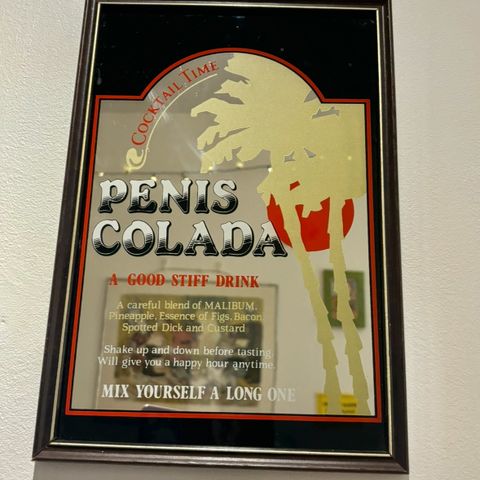 COCKTAIL TIME
PENIS
COLADA
A GOOD STIFF DRINK
A careful blend of MALIBUM,
Pineapple, Essence of Figs, Bacon
Spotted Dick and Custard
Shake up and down before tasting.
Will give you a happy hour anytime.
MIX YOURSELF A LONG ONE